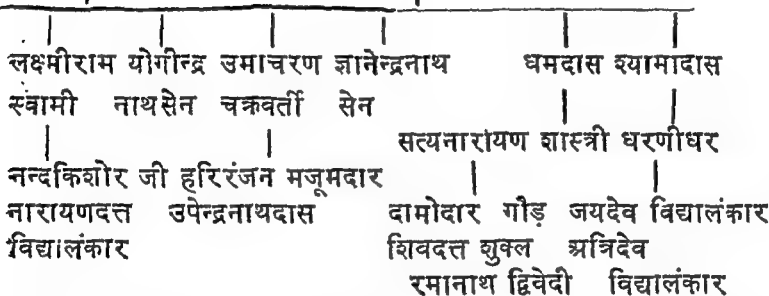 लक्ष्मीराम योगीन्द्र उमाचरण ज्ञानेन्द्रनाथ धमदास श्यामादास
स्वामी नाथसेन चक्रवर्ती सेन
सत्यनारायण शास्त्री धरणीधर
नन्दकिशोर जी हरिरंजन मजूमदार
नारायणदत्त उपेन्द्रनाथदास दामोदार गौड़ जयदेव विद्यालंकार
विद्यालंकार शिवदत्त शुक्ल अत्रिदेव
रमानाथ द्विवेदी विद्यालंकार